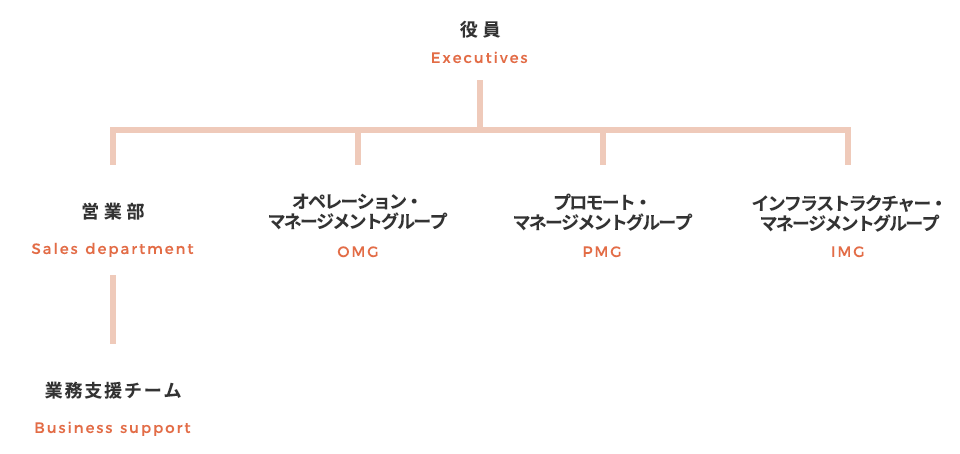 役員
Executives
営業部
Sales department
オペレーション・
マネージメントグループ
OMG
プロモート・
マネージメントグループ
PMG
インフラストラクチャー・
マネージメントグループ
IMG
業務支援チーム
Business support